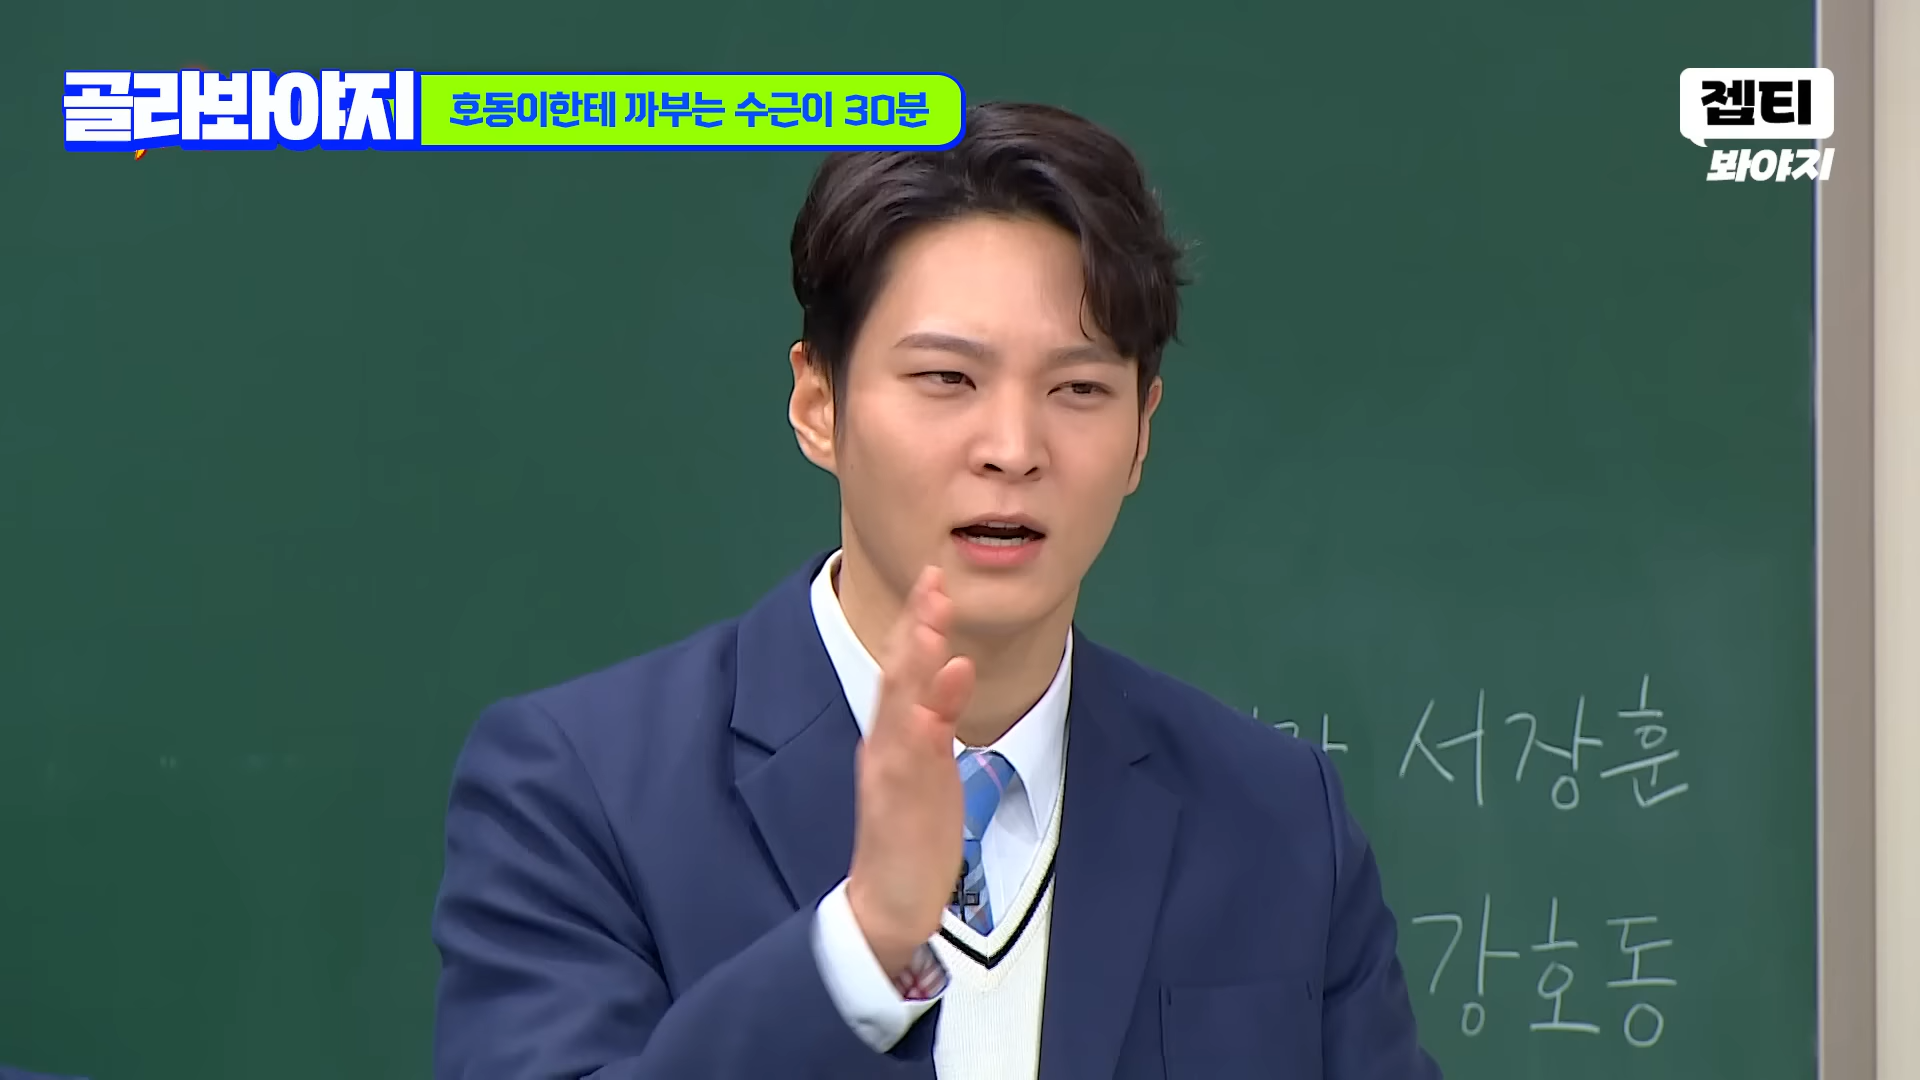 골라봐야지 호동이한테 까부는 수근이 30분
젭티
봐야지
서장훈
강호동